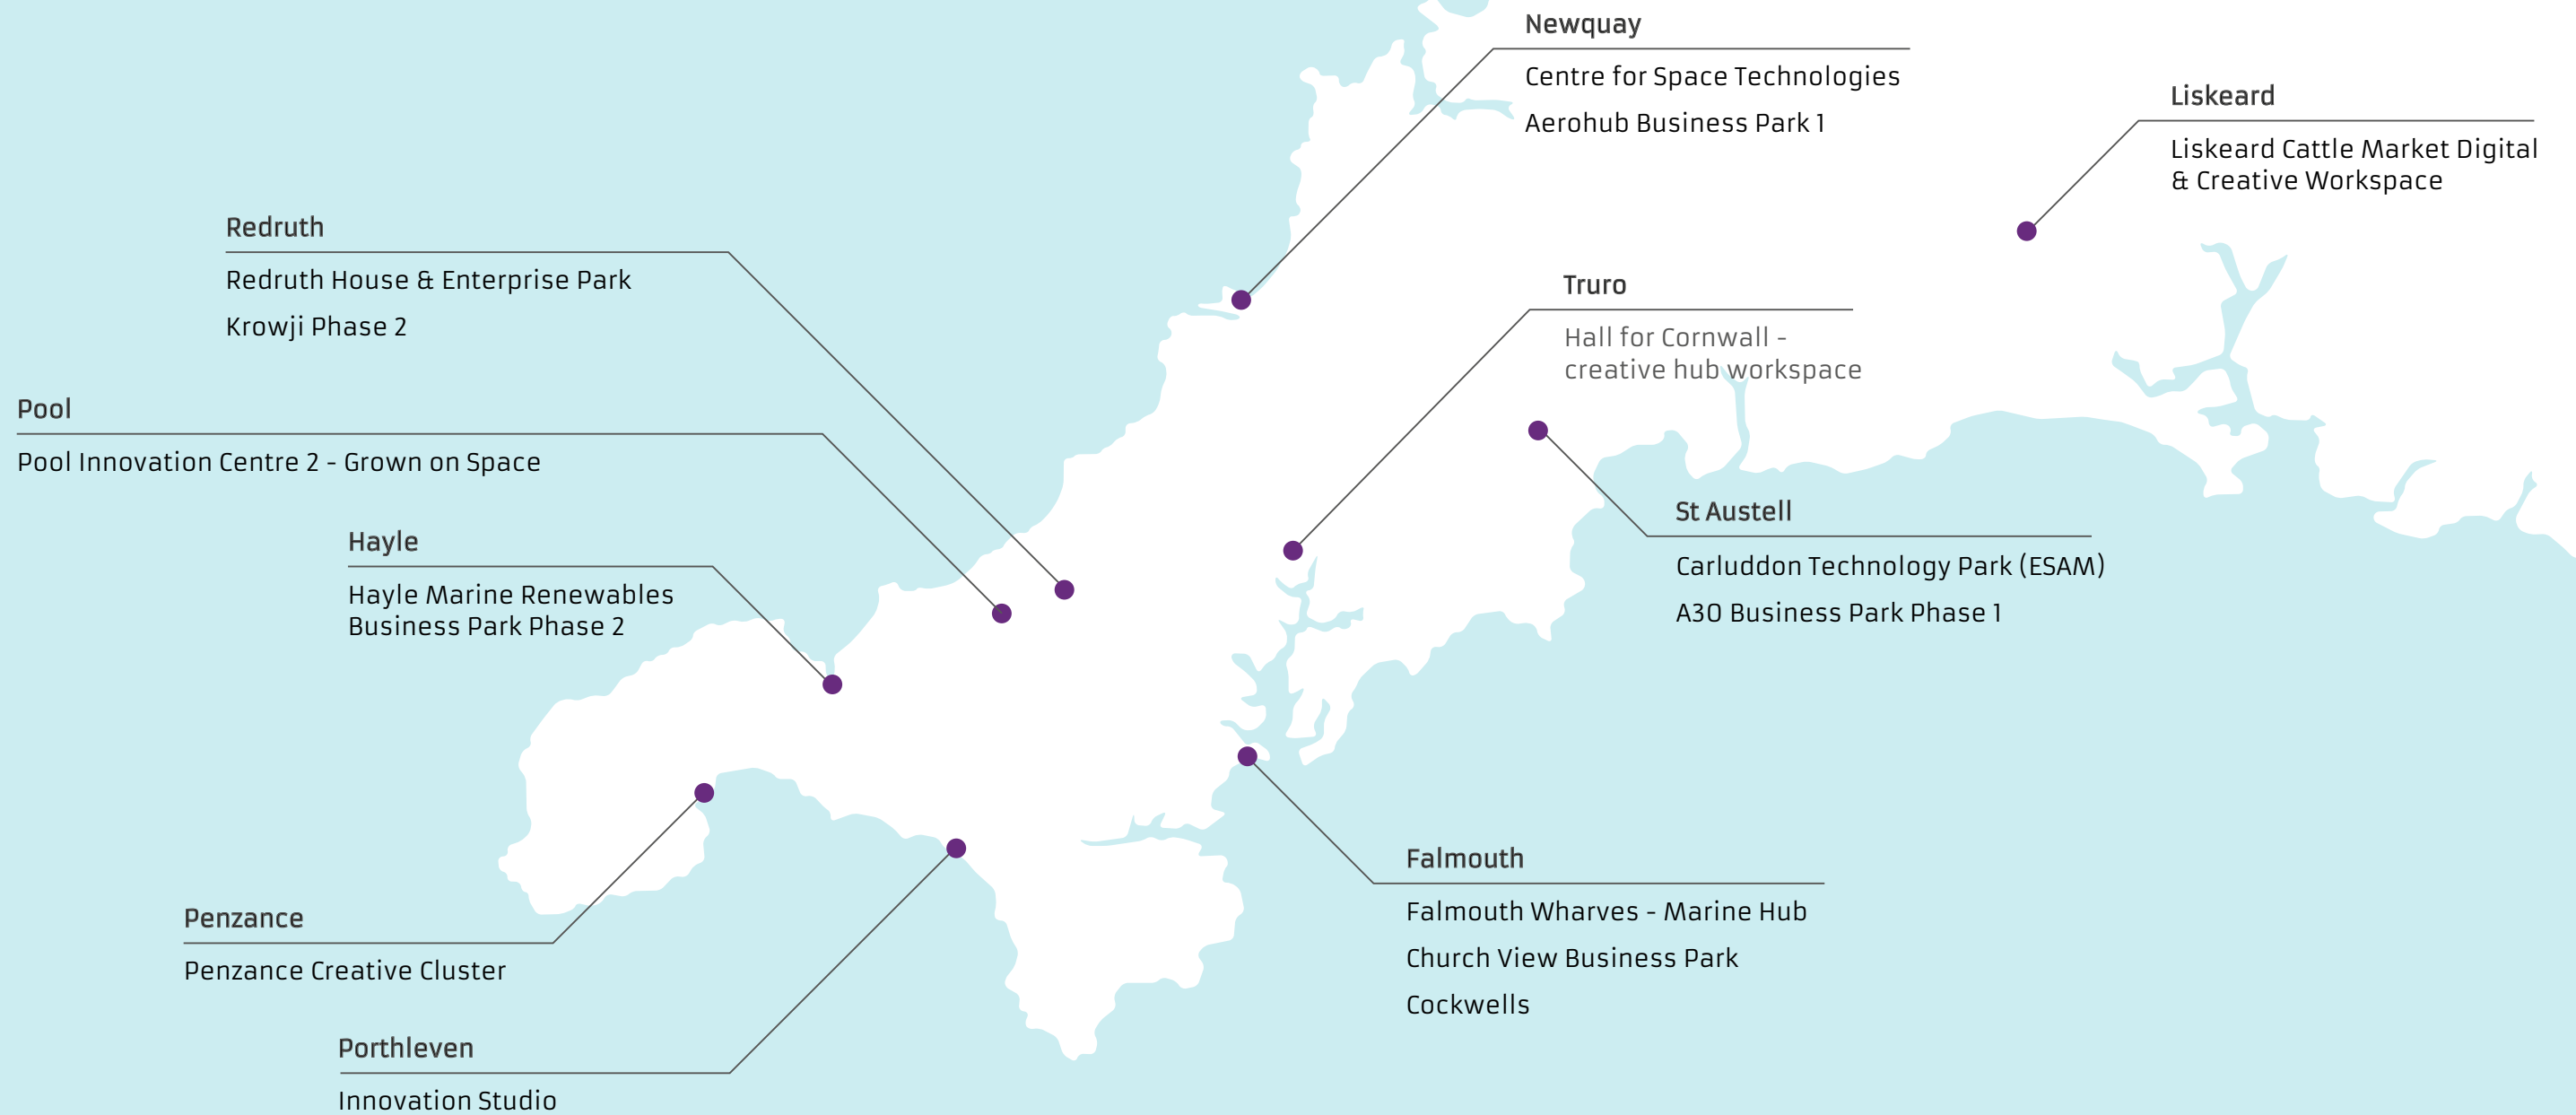 Newquay
Centre for Space Technologies
Aerohub Business Park 1
Liskeard
Liskeard Cattle Market Digital
& Creative Workspace
Redruth
Redruth House & Enterprise Park
Krowji Phase 2
Truro
Hall for Cornwall -
creative hub workspace
Pool
Pool Innovation Centre 2 - Grown on Space
St Austell
Carluddon Technology Park (ESAM)
A30 Business Park Phase 1
Hayle
Hayle Marine Renewables
Business Park Phase 2
Falmouth
Falmouth Wharves - Marine Hub
Church View Business Park
Cockwells
Penzance
Penzance Creative Cluster
Porthleven
Innovation Studio